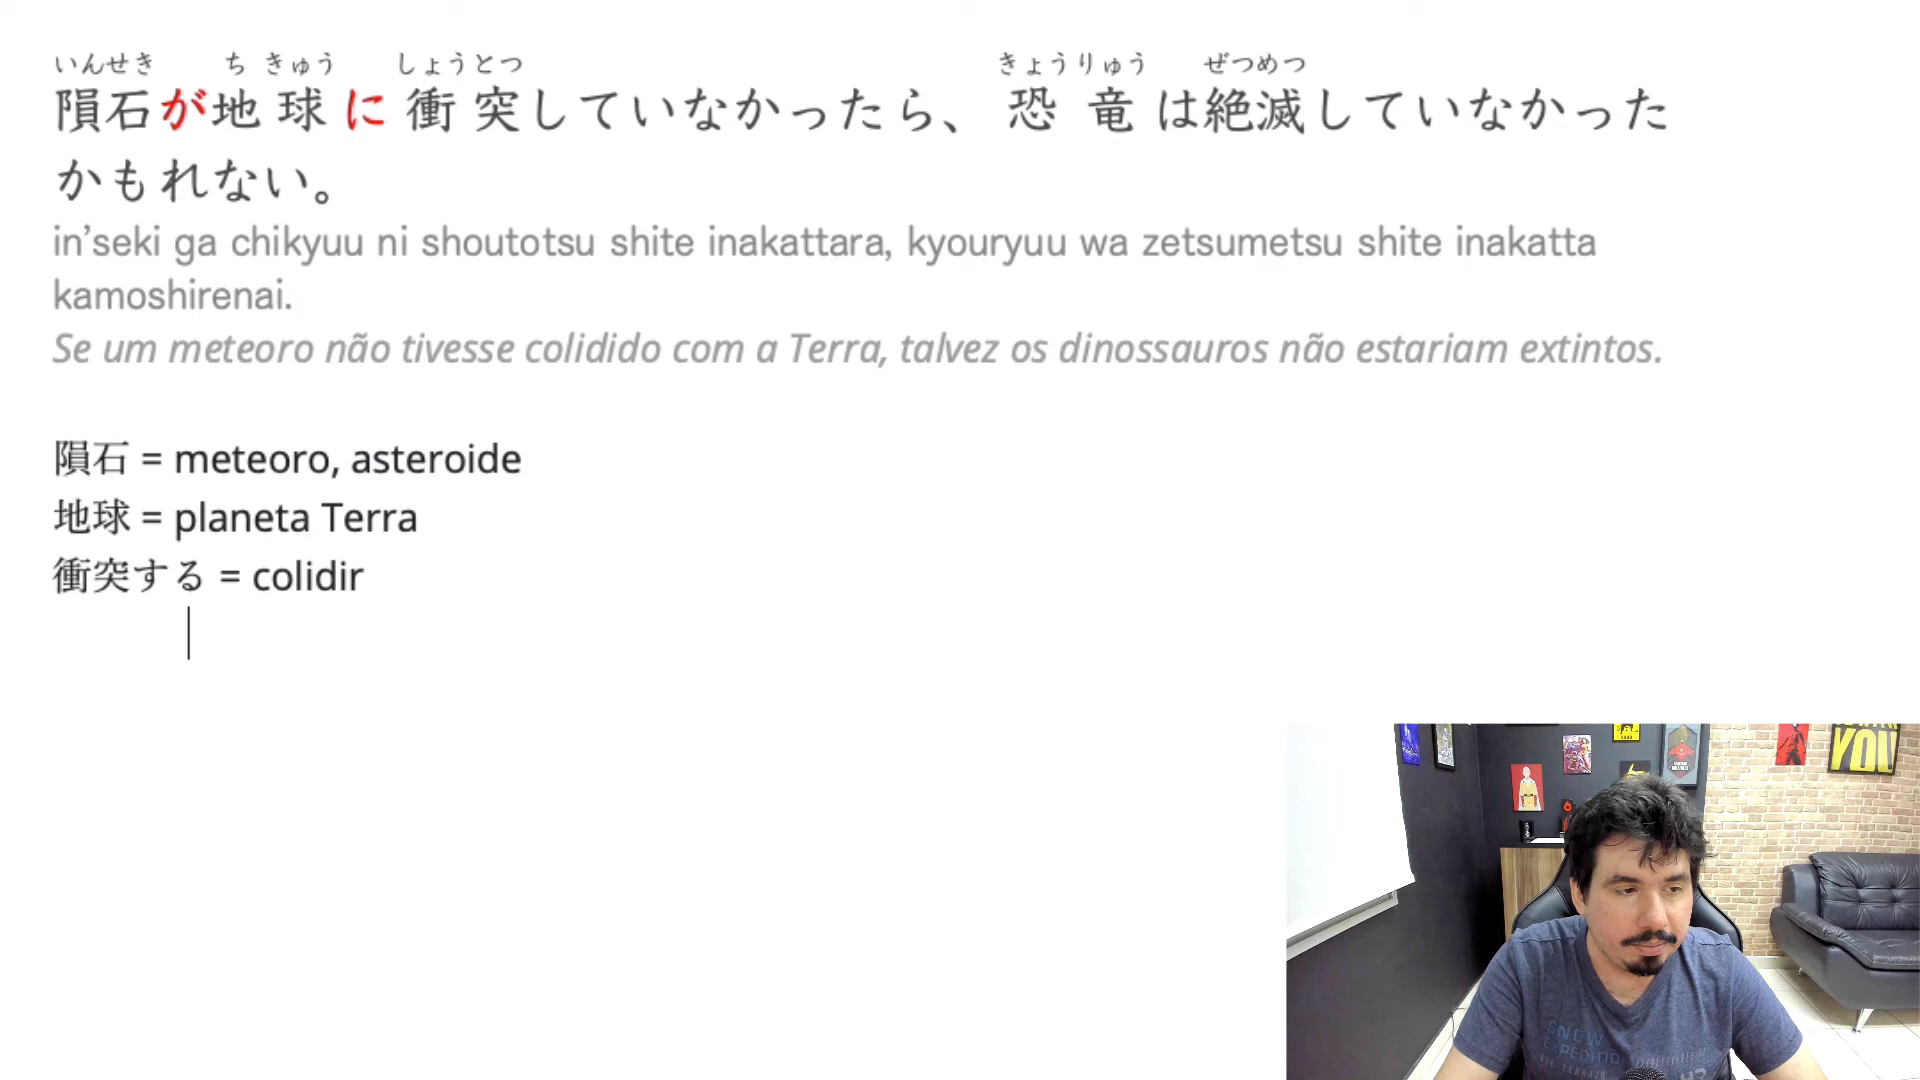 いんせき ち きゅう しょうとつ きょうりゅう ぜつめつ
隕石が地球に衝突していなかったら、恐竜は絶滅していなかった
かもれない。
in’seki ga chikyuu ni shoutotsu shite inakattara, kyouryuu wa zetsumetsu shite inakatta
kamoshirenai.
Se um meteoro não tivesse colidido com a Terra, talvez os dinossauros não estariam extintos.
隕石 = meteoro, asteroide
地球 = planeta Terra
衝突する = colidir
YOU
SNOW
EXPEDITIO